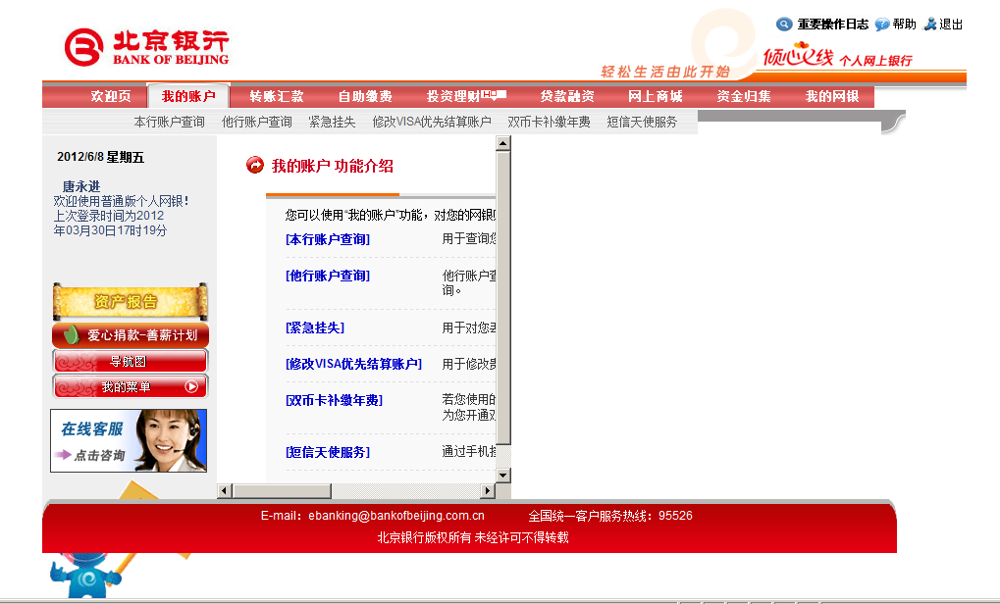 重要操作日志 帮助 退出
北京银行
BANK OF BEIJING
轻松生活由此开始
倾心e线 个人网上银行
欢迎页 我的账户 转账汇款 自助缴费 投资理财 贷款融资 网上商城 资金归集 我的网银
本行账户查询 他行账户查询 紧急挂失 修改VISA优先结算账户 双币卡补缴年费 短信天使服务
2012/6/8 星期五
唐永进
欢迎使用普通版个人网银!
上次登录时间为2012
年03月30日17时19分
资产报告
爱心捐款-善薪计划
导航图
我的菜单
在线客服
点击咨询
我的账户 功能介绍
您可以使用“我的账户”功能，对您的网银
[本行账户查询] 用于查询您
[他行账户查询] 他行账户查
询。
[紧急挂失] 用于对您丢
[修改VISA优先结算账户] 用于修改贵
[双币卡补缴年费] 若您使用的
为您开通双
[短信天使服务] 通过手机接
E-mail：ebanking@bankofbeijing.com.cn 全国统一客户服务热线：95526
北京银行版权所有 未经许可不得转载